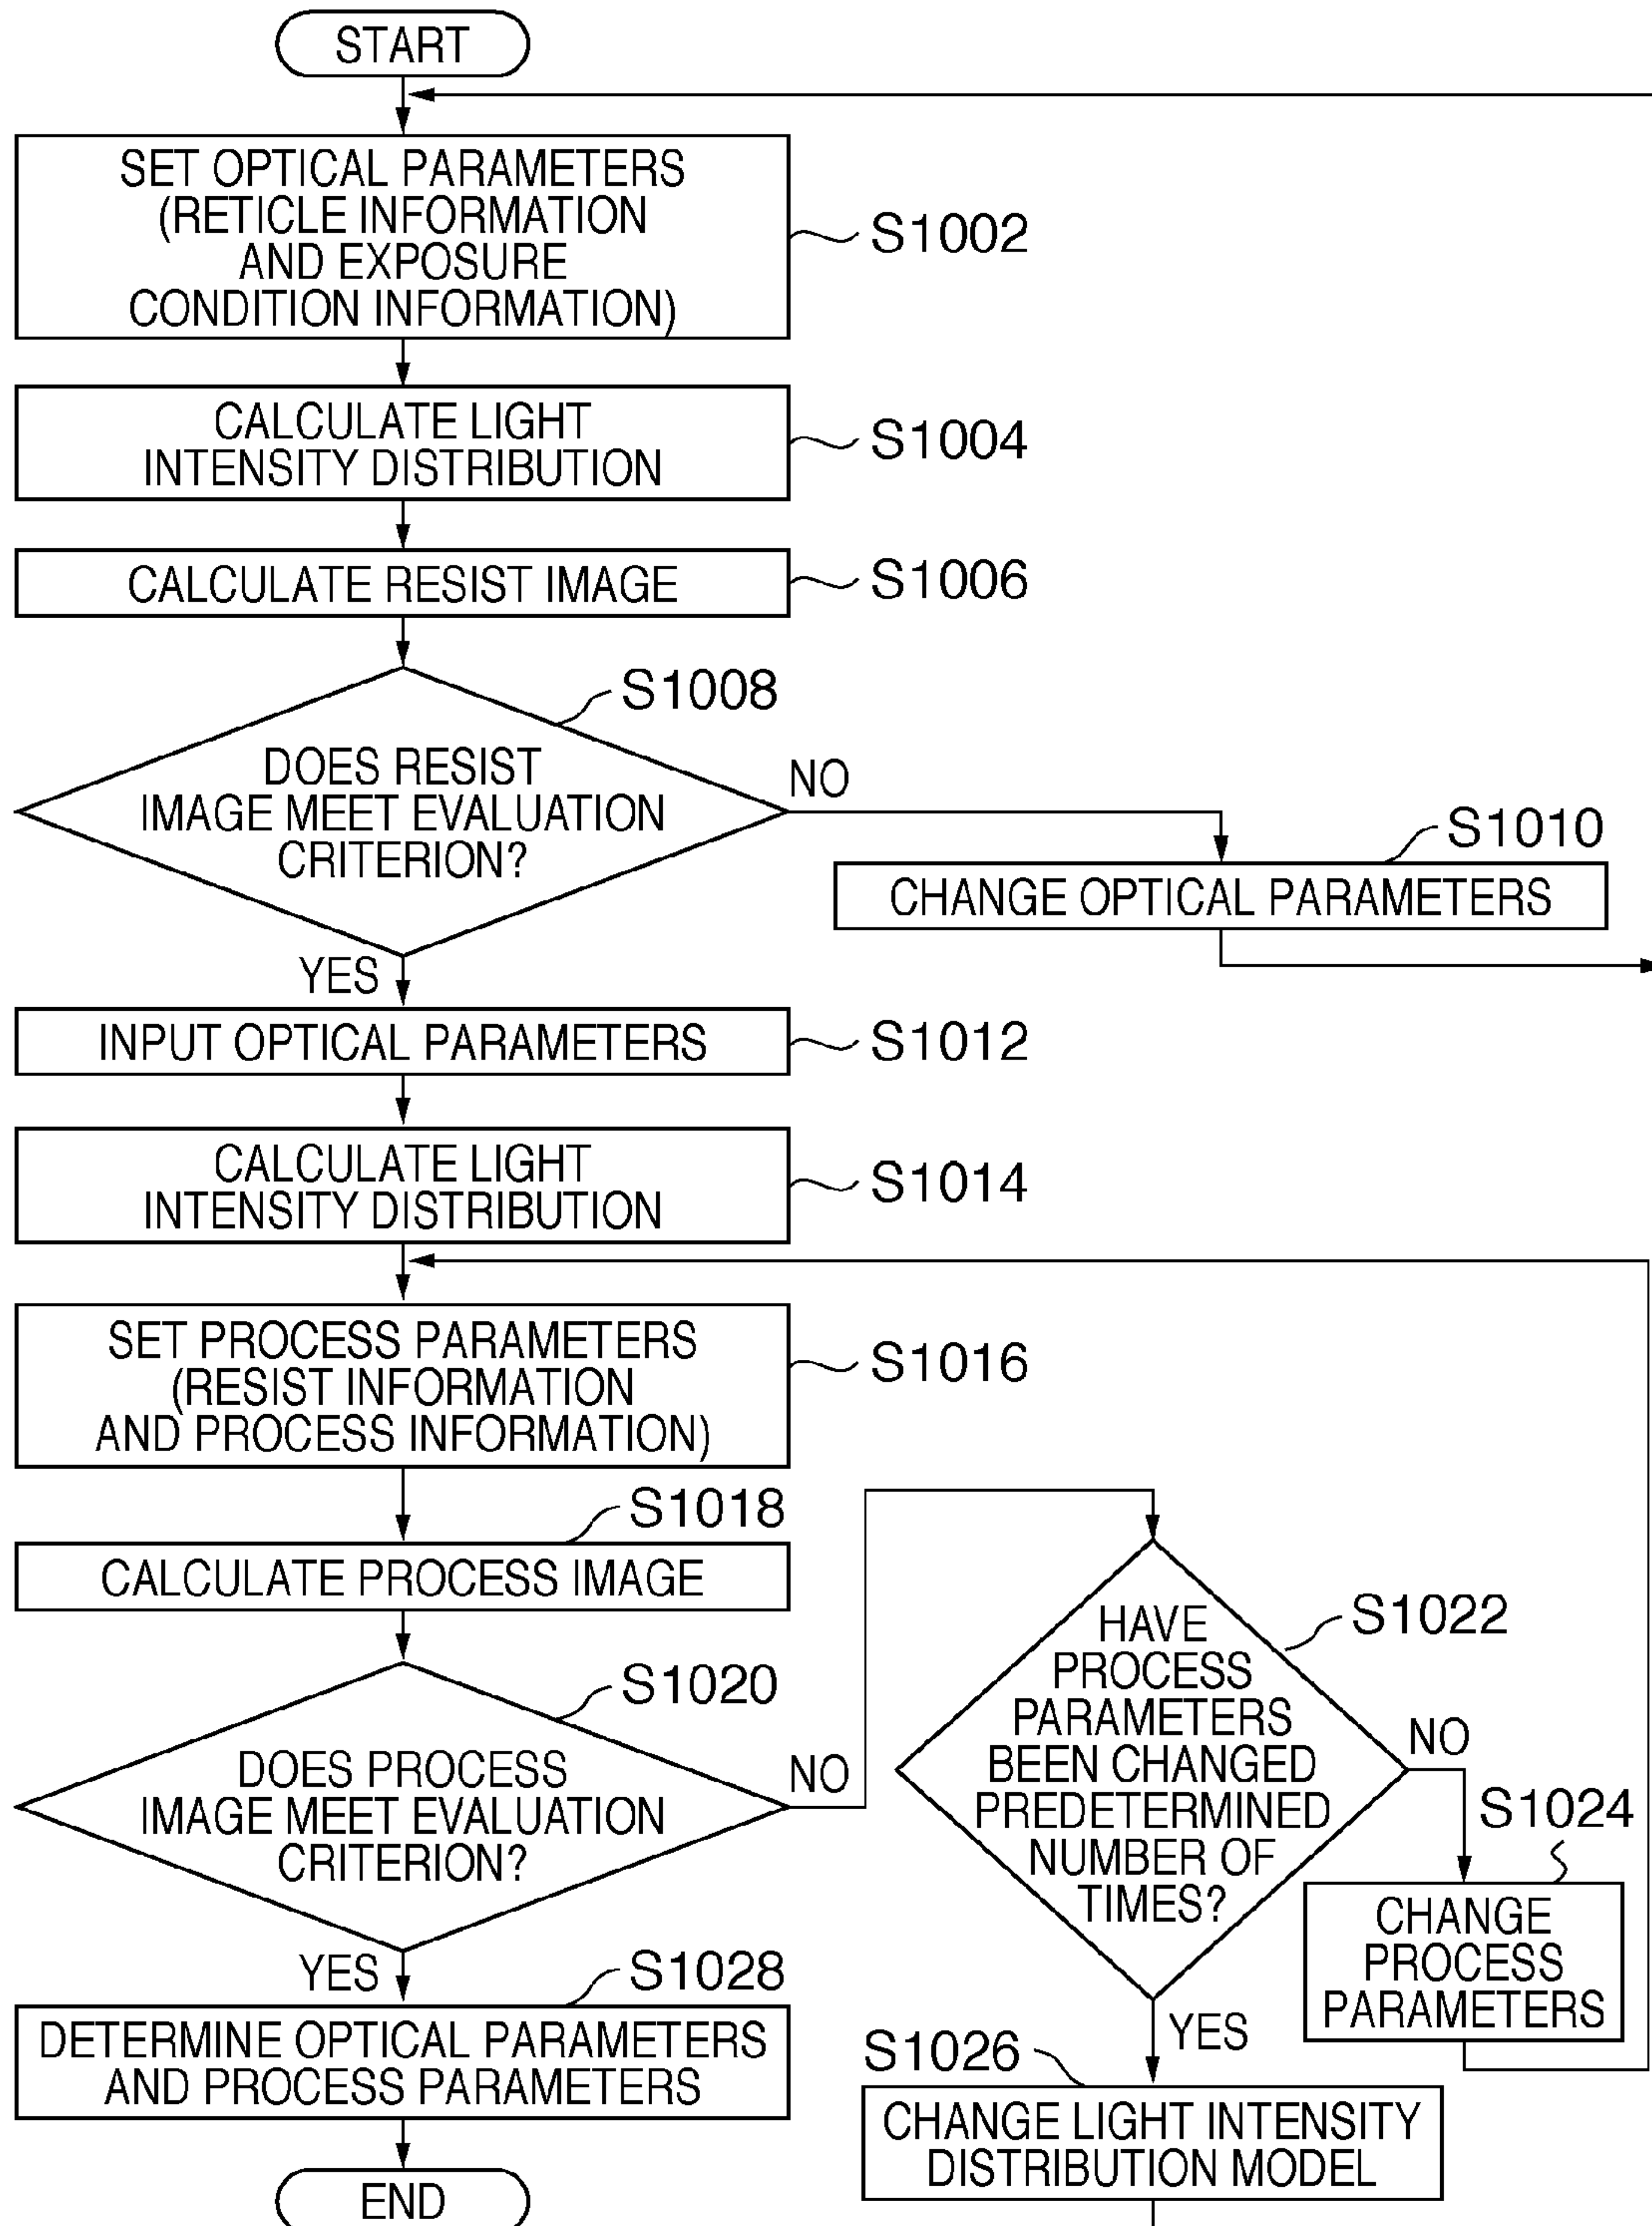 START
SET OPTICAL PARAMETERS
(RETICLE INFORMATION
AND EXPOSURE
CONDITION INFORMATION)
S1002
CALCULATE LIGHT
INTENSITY DISTRIBUTION
S1004
CALCULATE RESIST IMAGE
S1006
S1008
DOES RESIST
IMAGE MEET EVALUATION
CRITERION?
NO
S1010
CHANGE OPTICAL PARAMETERS
YES
INPUT OPTICAL PARAMETERS
S1012
CALCULATE LIGHT
INTENSITY DISTRIBUTION
S1014
SET PROCESS PARAMETERS
(RESIST INFORMATION
AND PROCESS INFORMATION)
S1016
S1018
CALCULATE PROCESS IMAGE
S1020
DOES PROCESS
IMAGE MEET EVALUATION
CRITERION?
NO
S1022
HAVE
PROCESS
PARAMETERS
BEEN CHANGED
PREDETERMINED
NUMBER OF
TIMES?
NO
S1024
CHANGE
PROCESS
PARAMETERS
YES
S1026
CHANGE LIGHT INTENSITY
DISTRIBUTION MODEL
YES
S1028
DETERMINE OPTICAL PARAMETERS
AND PROCESS PARAMETERS
END